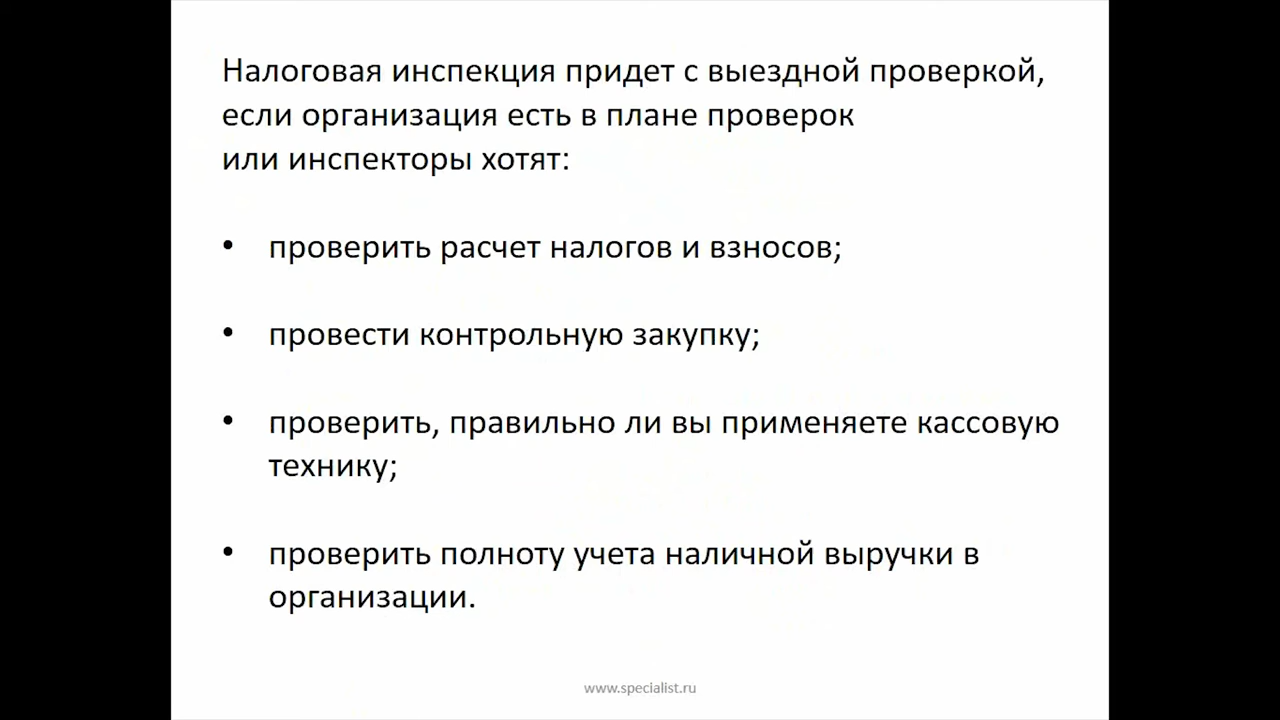 Налоговая инспекция придет с выездной проверкой,
если организация есть в плане проверок
или инспекторы хотят:
• проверить расчет налогов и взносов;
• провести контрольную закупку;
• проверить, правильно ли вы применяете кассовую
технику;
• проверить полноту учета наличной выручки в
организации.
www.specialist.ru